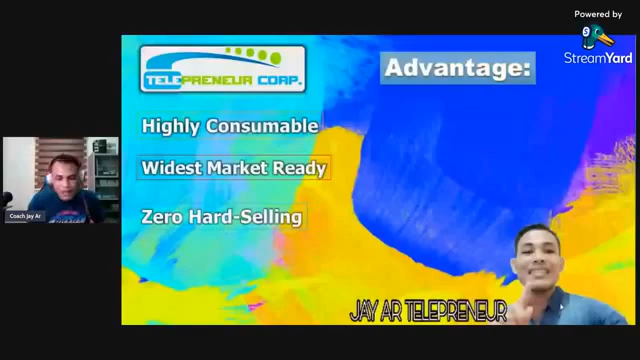 Powered by
StreamYard
TELEPRENEUR CORP.
Advantage:
Highly Consumable
Widest Market Ready
Zero Hard-Selling
Coach Jay Ar
JAY AR TELEPRENEUR